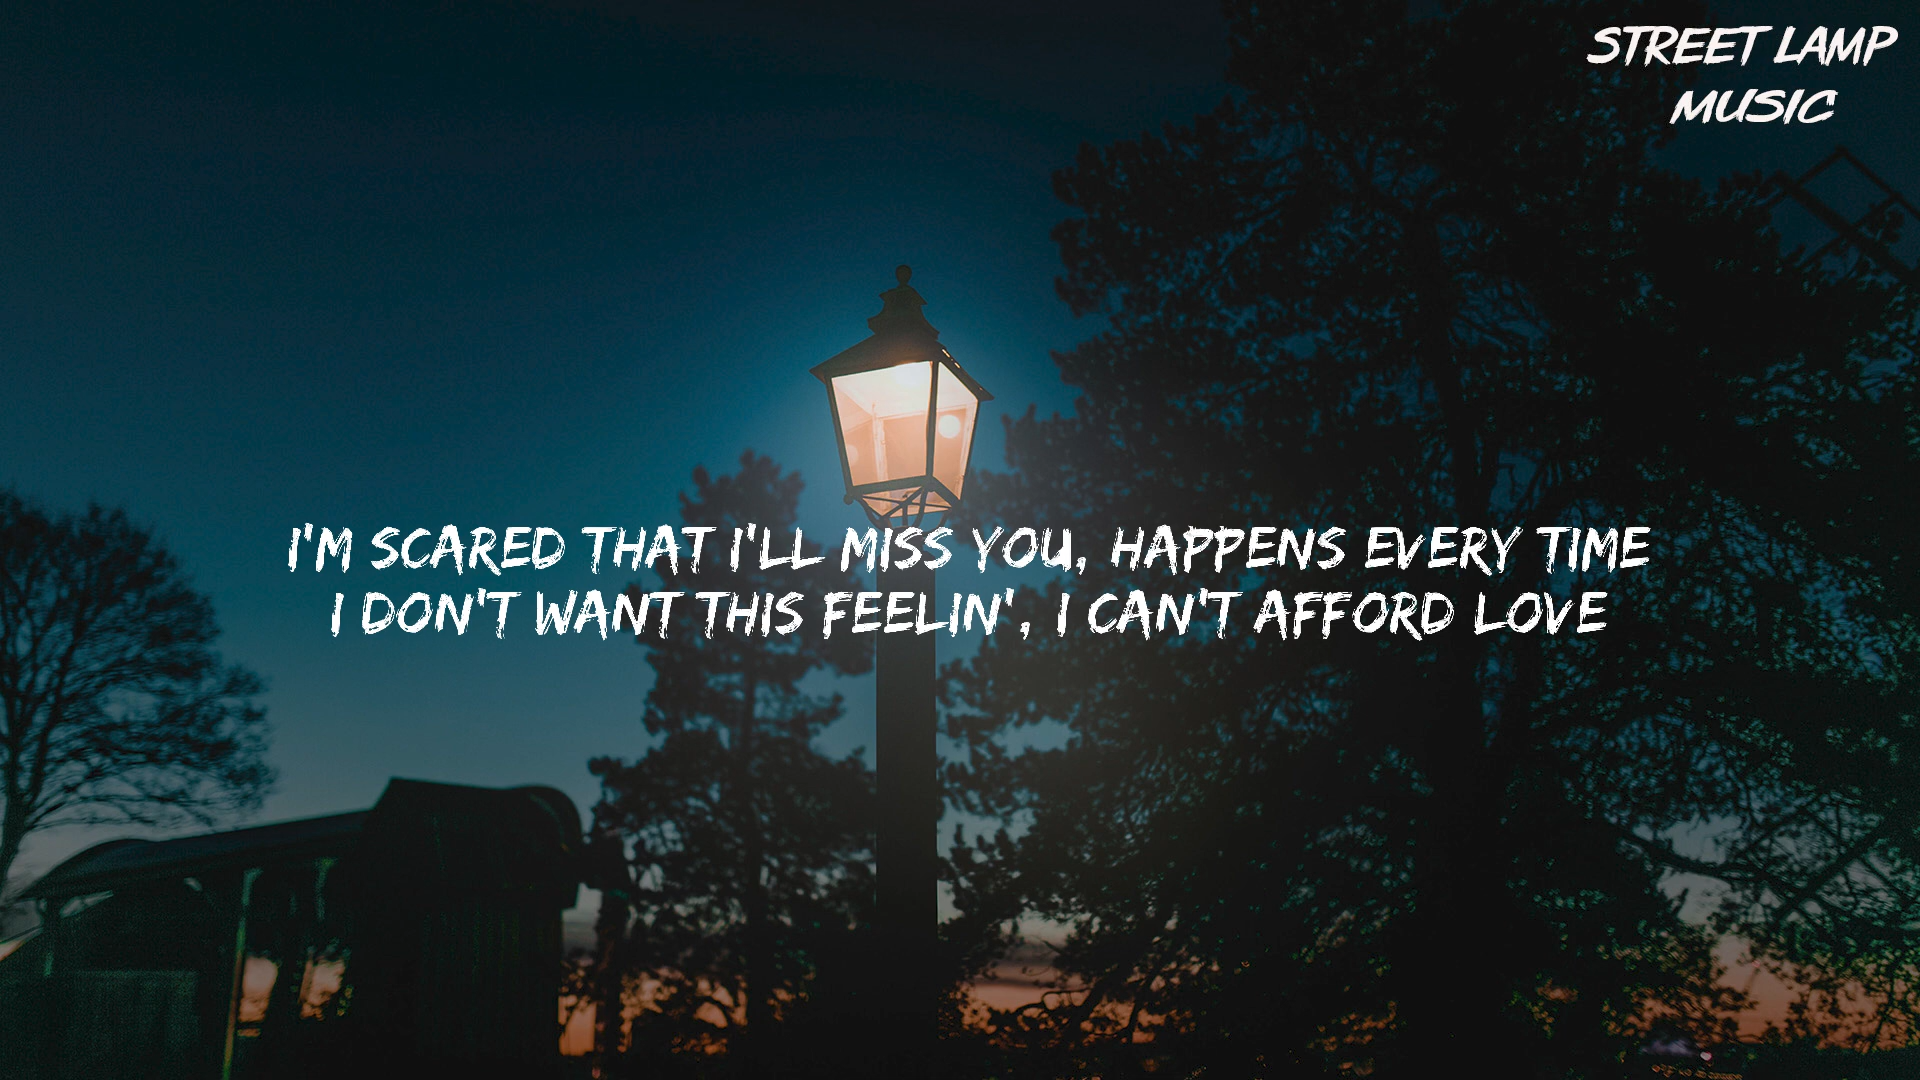 STREET LAMP
MUSIC
I'M SCARED THAT I'LL MISS YOU, HAPPENS EVERY TIME
I DON'T WANT THIS FEELIN', I CAN'T AFFORD LOVE